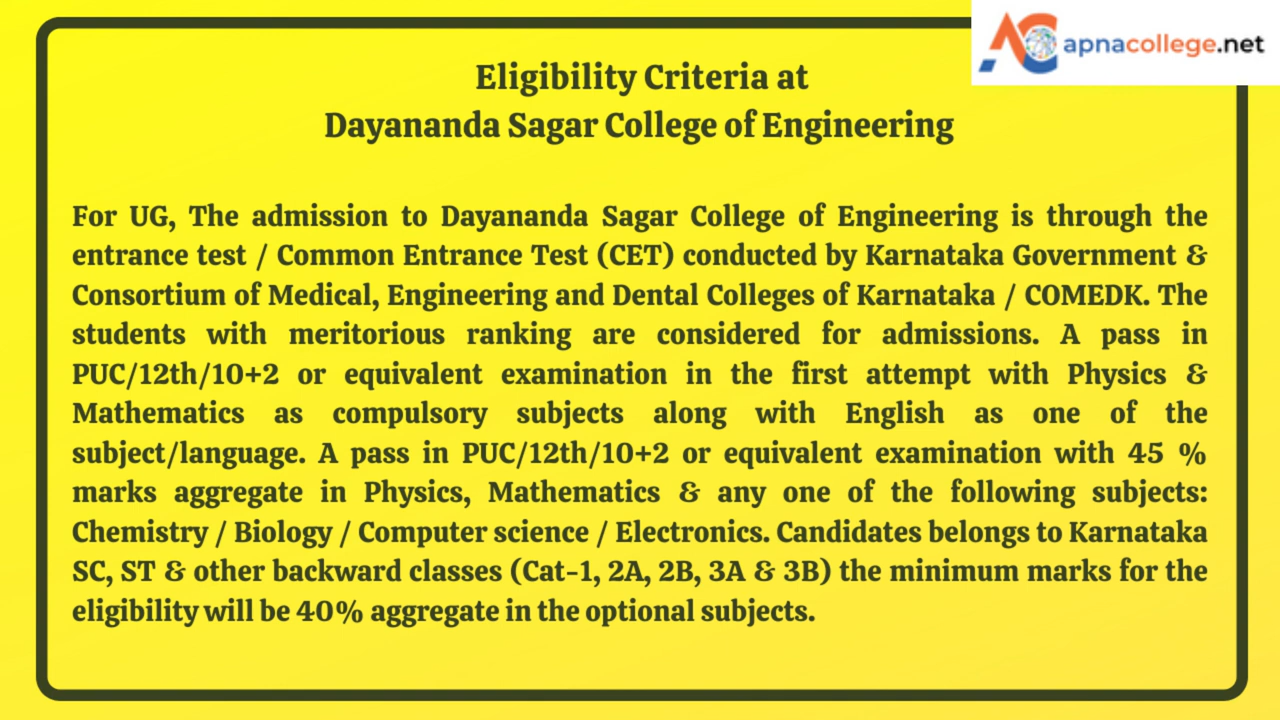 apnacollege.net
Eligibility Criteria at
Dayananda Sagar College of Engineering
For UG, The admission to Dayananda Sagar College of Engineering is through the
entrance test / Common Entrance Test (CET) conducted by Karnataka Government &
Consortium of Medical, Engineering and Dental Colleges of Karnataka / COMEDK. The
students with meritorious ranking are considered for admissions. A pass in
PUC/12th/10+2 or equivalent examination in the first attempt with Physics &
Mathematics as compulsory subjects along with English as one of the
subject/language. A pass in PUC/12th/10+2 or equivalent examination with 45 %
marks aggregate in Physics, Mathematics & any one of the following subjects:
Chemistry / Biology / Computer science / Electronics. Candidates belongs to Karnataka
SC, ST & other backward classes (Cat-1, 2A, 2B, 3A & 3B) the minimum marks for the
eligibility will be 40% aggregate in the optional subjects.